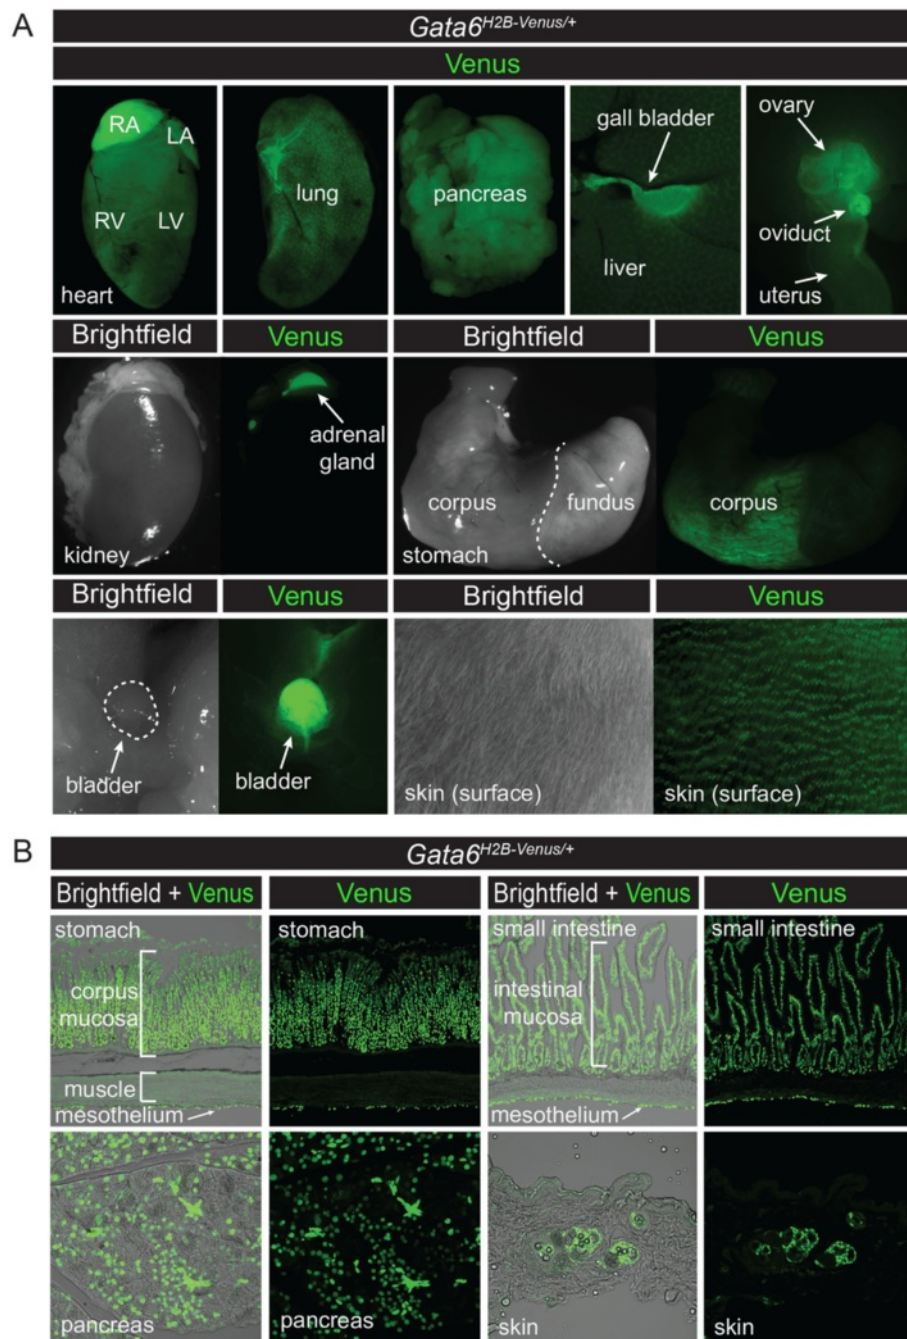 A
Gata6H2B-Venus/+
Venus
RA
LA
RV
LV
heart
lung
pancreas
gall bladder
liver
ovary
oviduct
uterus
Brightfield
Venus
Brightfield
Venus
kidney
adrenal
gland
corpus
fundus
stomach
corpus
Brightfield
Venus
Brightfield
Venus
bladder
bladder
skin (surface)
skin (surface)
B
Gata6H2B-Venus/+
Brightfield + Venus
Venus
Brightfield + Venus
Venus
stomach
corpus
mucosa
muscle
mesothelium
stomach
small intestine
intestinal
mucosa
mesothelium
small intestine
pancreas
pancreas
skin
skin